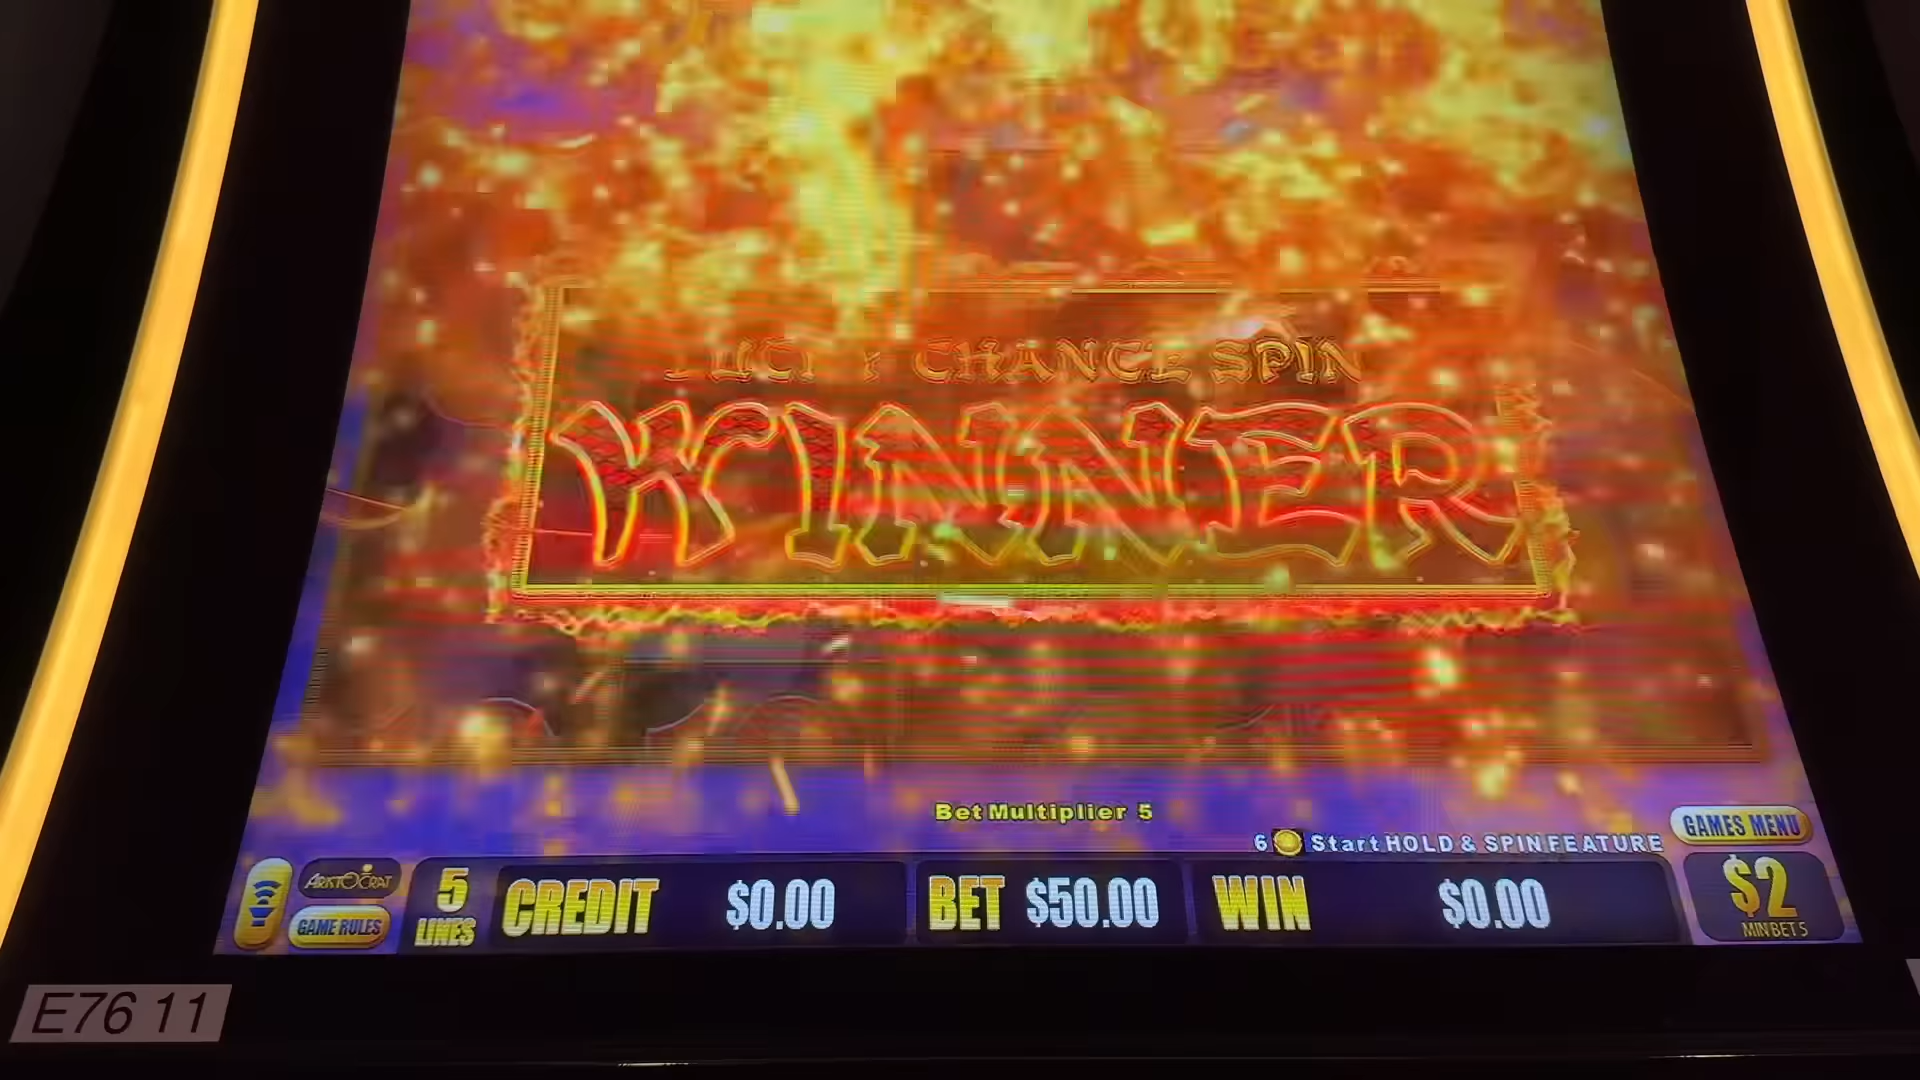 LUCKY CHANCE SPIN
WINNER
Bet Multiplier 5
6 Start HOLD & SPIN FEATURE
GAMES MENU
ARISTOCRAT
GAME RULES
5
LINES
CREDIT $0.00
BET $50.00
WIN $0.00
$2
MIN BET 5
E76 11